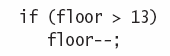 if (floor > 13)
floor--;